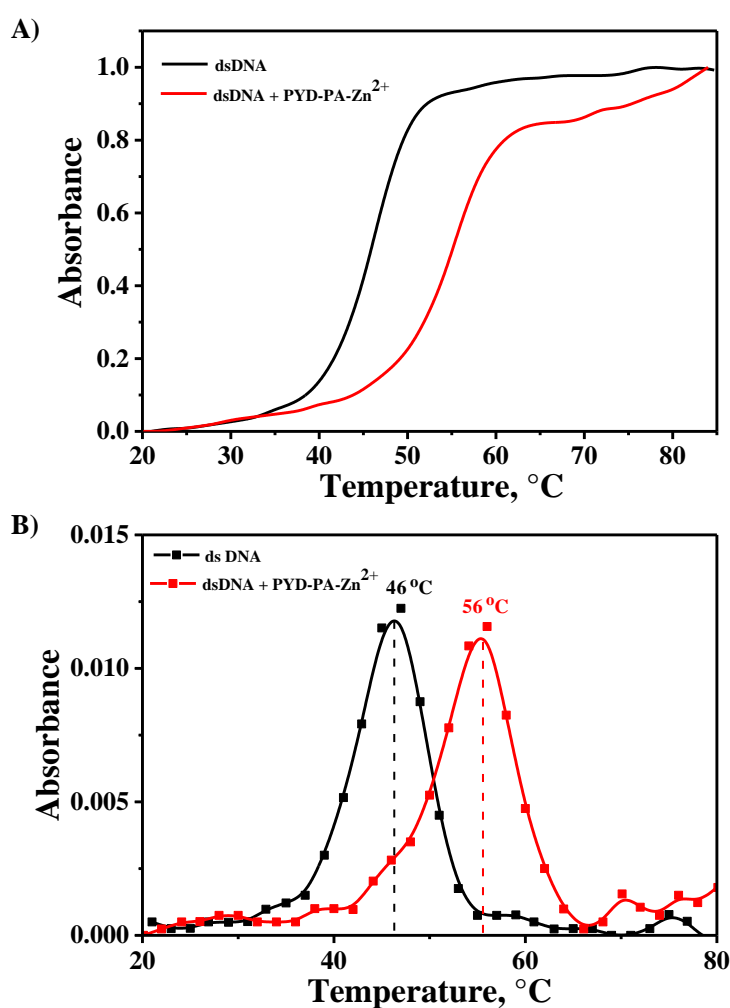 A)
dsDNA
dsDNA + PYD-PA-Zn²⁺
Absorbance
1.0
0.8
0.6
0.4
0.2
0.0
20 30 40 50 60 70 80
Temperature, °C
B)
0.015
0.010
0.005
0.000
Absorbance
ds DNA
dsDNA + PYD-PA-Zn²⁺
46 °C
56 °C
20 40 60 80
Temperature, °C